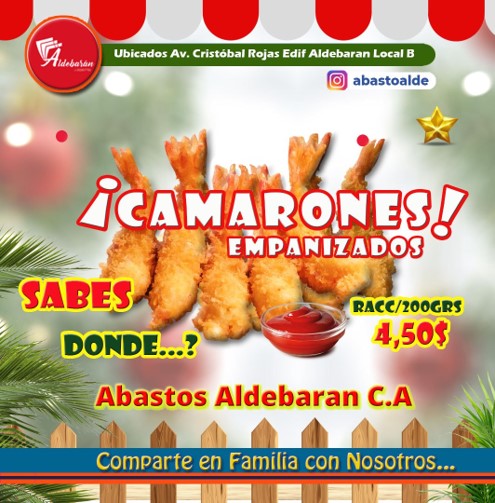 Aldebarán
Ubicados Av. Cristóbal Rojas Edif Aldebaran Local B
abastoalde
¡CAMARONES!
EMPANIZADOS
SABES
DONDE...?
RACC/200GRS
4,50$
Abastos Aldebaran C.A
Comparte en Familia con Nosotros...